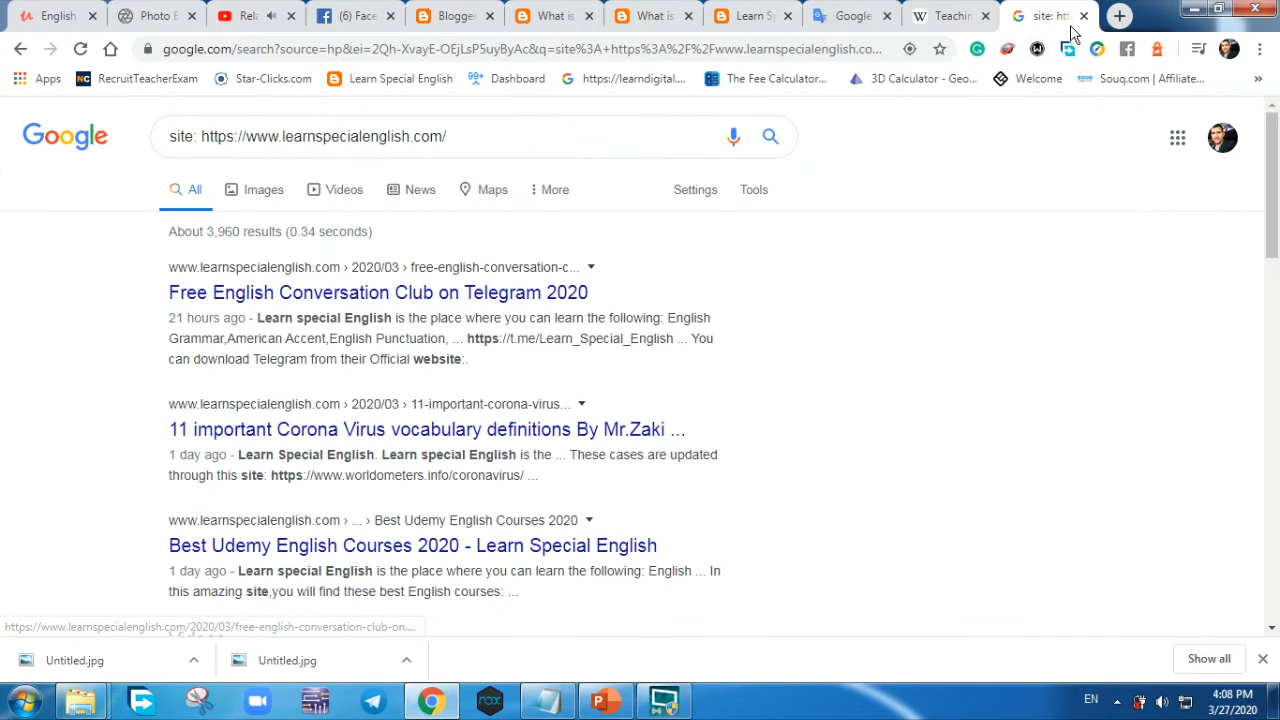 English
Photo E
Rela
(6) Face
Blogge
What is
What is
Learn S
Google
Teachin
site: htt
google.com/search?source=hp&ei=2QhXvayE-OEjLsP5uyByAc&q=site%3A+https%3A%2F%2Fwww.learnspecialenglish.co...
Apps
RecruitTeacherExam
Star-Clicks.com
Learn Special English
99+ Dashboard
https://learndigital....
The Fee Calculator...
3D Calculator - Geo...
Welcome
souq Souq.com | Affiliate...
Google
site: https://www.learnspecialenglish.com/
All
Images
Videos
News
Maps
More
Settings
Tools
About 3,960 results (0.34 seconds)
www.learnspecialenglish.com › 2020/03 › free-english-conversation-c...
Free English Conversation Club on Telegram 2020
21 hours ago - Learn special English is the place where you can learn the following: English
Grammar,American Accent,English Punctuation, ... https://t.me/Learn_Special_English ... You
can download Telegram from their Official website:.
www.learnspecialenglish.com › 2020/03 › 11-important-corona-virus...
11 important Corona Virus vocabulary definitions By Mr.Zaki ...
1 day ago - Learn Special English. Learn special English is the ... These cases are updated
through this site: https://www.worldometers.info/coronavirus/ ...
www.learnspecialenglish.com › ... › Best Udemy English Courses 2020
Best Udemy English Courses 2020 - Learn Special English
1 day ago - Learn special English is the place where you can learn the following: English ... In
this amazing site,you will find these best English courses: ...
https://www.learnspecialenglish.com/2020/03/free-english-conversation-club-on-...
Videos
Untitled.jpg
Untitled.jpg
Show all
nox
EN
4:08 PM
3/27/2020